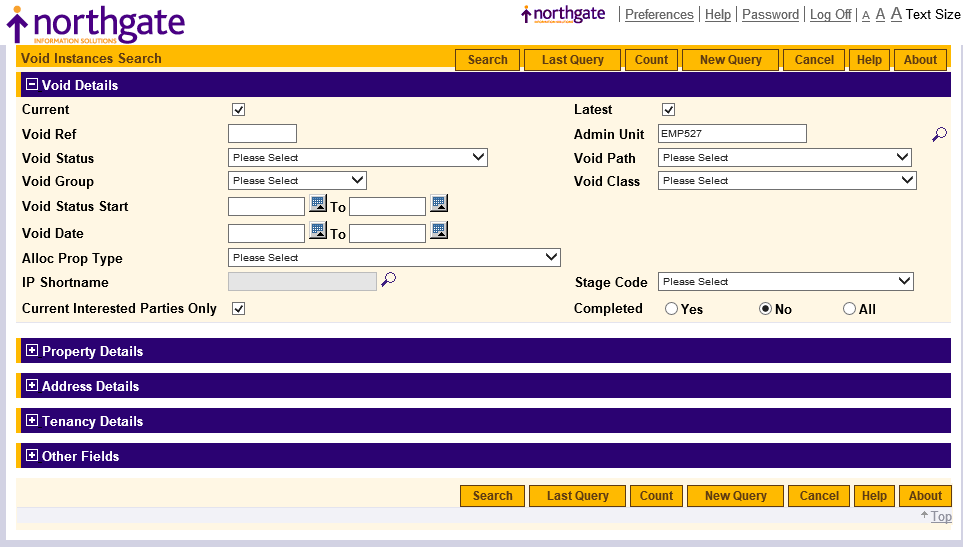 northgate
INFORMATION SOLUTIONS
northgate Preferences Help Password Log Off A A A Text Size
Void Instances Search Search Last Query Count New Query Cancel Help About
Void Details
Current Latest
Void Ref Admin Unit EMP527
Void Status Please Select Void Path Please Select
Void Group Please Select Void Class Please Select
Void Status Start To
Void Date To
Alloc Prop Type Please Select
IP Shortname Stage Code Please Select
Current Interested Parties Only Completed Yes No All
Property Details
Address Details
Tenancy Details
Other Fields
Search Last Query Count New Query Cancel Help About
Top